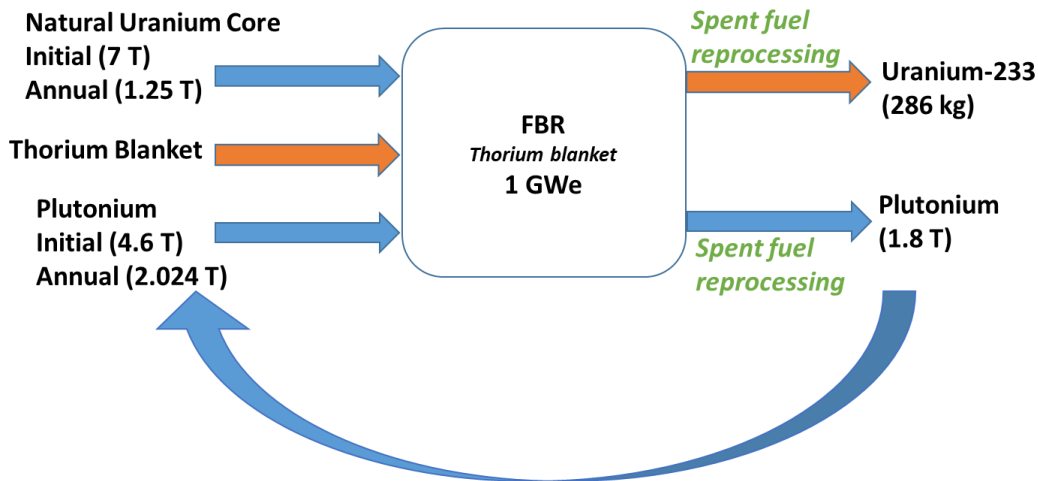 Natural Uranium Core
Initial (7 T)
Annual (1.25 T)
Thorium Blanket
Plutonium
Initial (4.6 T)
Annual (2.024 T)
FBR
Thorium blanket
1 GWe
Spent fuel
reprocessing
Uranium-233
(286 kg)
Plutonium
(1.8 T)
Spent fuel
reprocessing